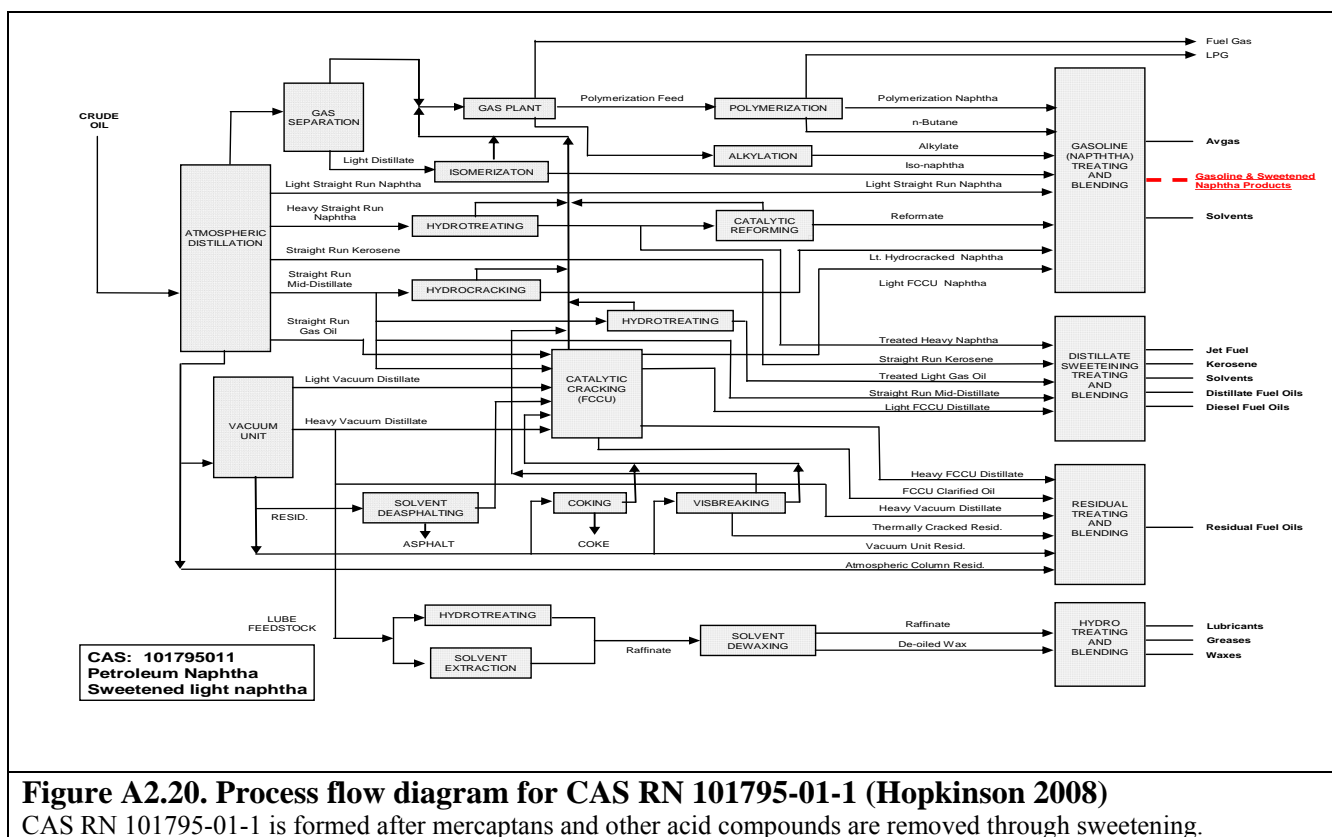 Fuel Gas
LPG
CRUDE
OIL
GAS
SEPARATION
GAS PLANT
Polymerization Feed
POLYMERIZATION
Polymerization Naphtha
n-Butane
GASOLINE
(NAPTHTHA)
TREATING
AND
BLENDING
Avgas
Gasoline & Sweetened
Naphtha Products
Solvents
Light Distillate
ISOMERIZATON
ALKYLATION
Alkylate
Iso-naphtha
Light Straight Run Naphtha
Light Straight Run Naphtha
Heavy Straight Run
Naphtha
HYDROTREATING
CATALYTIC
REFORMING
Reformate
ATMOSPHERIC
DISTILLATION
Straight Run Kerosene
Lt. Hydrocracked Naphtha
Straight Run
Mid-Distillate
HYDROCRACKING
Light FCCU Naphtha
Straight Run
Gas Oil
HYDROTREATING
Treated Heavy Naphtha
Straight Run Kerosene
Treated Light Gas Oil
Straight Run Mid-Distillate
Light FCCU Distillate
DISTILLATE
SWEETEINING
TREATING
AND
BLENDING
Jet Fuel
Kerosene
Solvents
Distillate Fuel Oils
Diesel Fuel Oils
CATALYTIC
CRACKING
(FCCU)
Light Vacuum Distillate
VACUUM
UNIT
Heavy Vacuum Distillate
Heavy FCCU Distillate
FCCU Clarified Oil
Heavy Vacuum Distillate
Thermally Cracked Resid.
Vacuum Unit Resid.
Atmospheric Column Resid.
RESIDUAL
TREATING
AND
BLENDING
Residual Fuel Oils
RESID.
SOLVENT
DEASPHALTING
COKING
VISBREAKING
ASPHALT
COKE
LUBE
FEEDSTOCK
HYDROTREATING
SOLVENT
EXTRACTION
Raffinate
SOLVENT
DEWAXING
Raffinate
De-oiled Wax
HYDRO
TREATING
AND
BLENDING
Lubricants
Greases
Waxes
CAS: 101795011
Petroleum Naphtha
Sweetened light naphtha
Figure A2.20. Process flow diagram for CAS RN 101795-01-1 (Hopkinson 2008)
CAS RN 101795-01-1 is formed after mercaptans and other acid compounds are removed through sweetening.